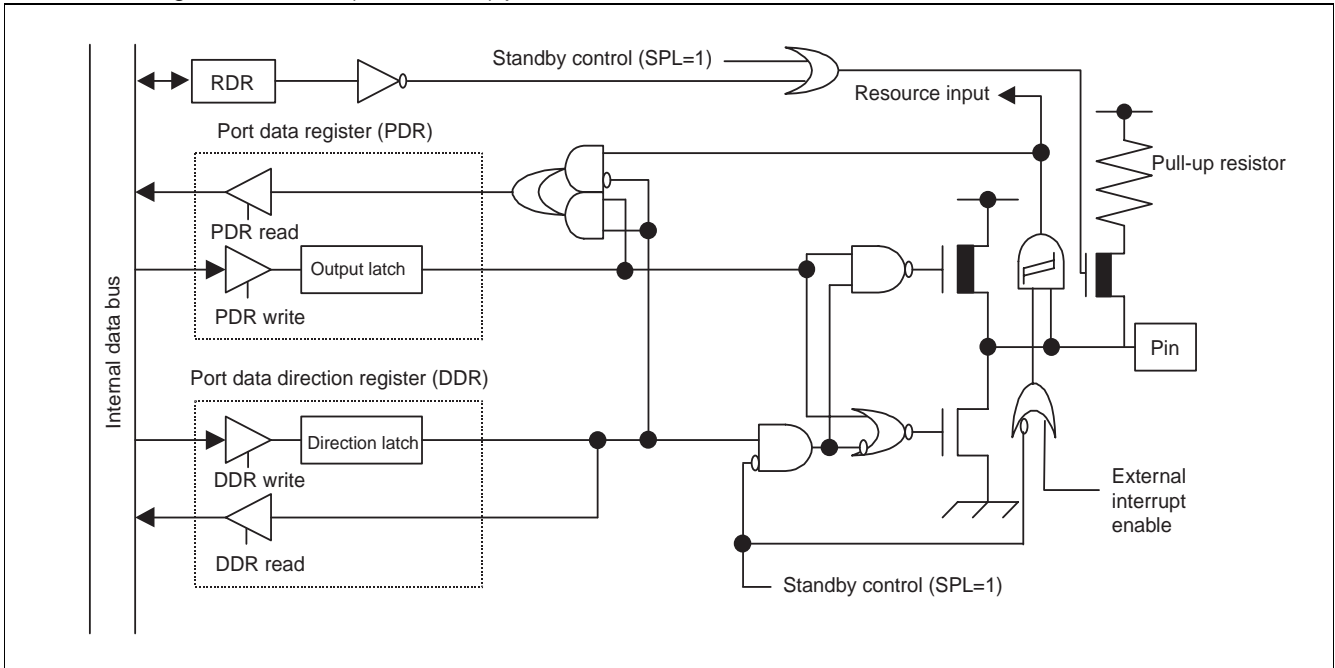 Standby control (SPL=1)
RDR
Resource input
Port data register (PDR)
Pull-up resistor
PDR read
Output latch
PDR write
Internal data bus
Pin
Port data direction register (DDR)
Direction latch
DDR write
External
interrupt
enable
DDR read
Standby control (SPL=1)